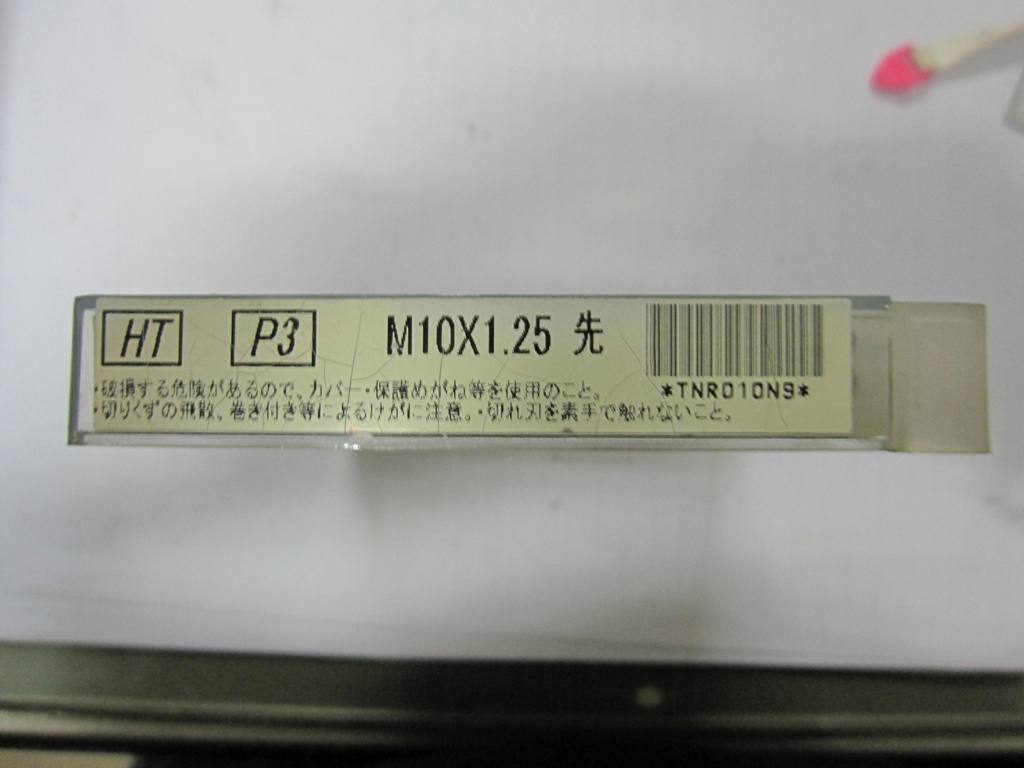 HT P3 M10X1.25 先
・破損する危険があるので、カバー・保護めがね等を使用のこと。
・切りくずの飛散、巻き付き等によるけがに注意。・切れ刃を素手で触れないこと。
*TNR010N9*